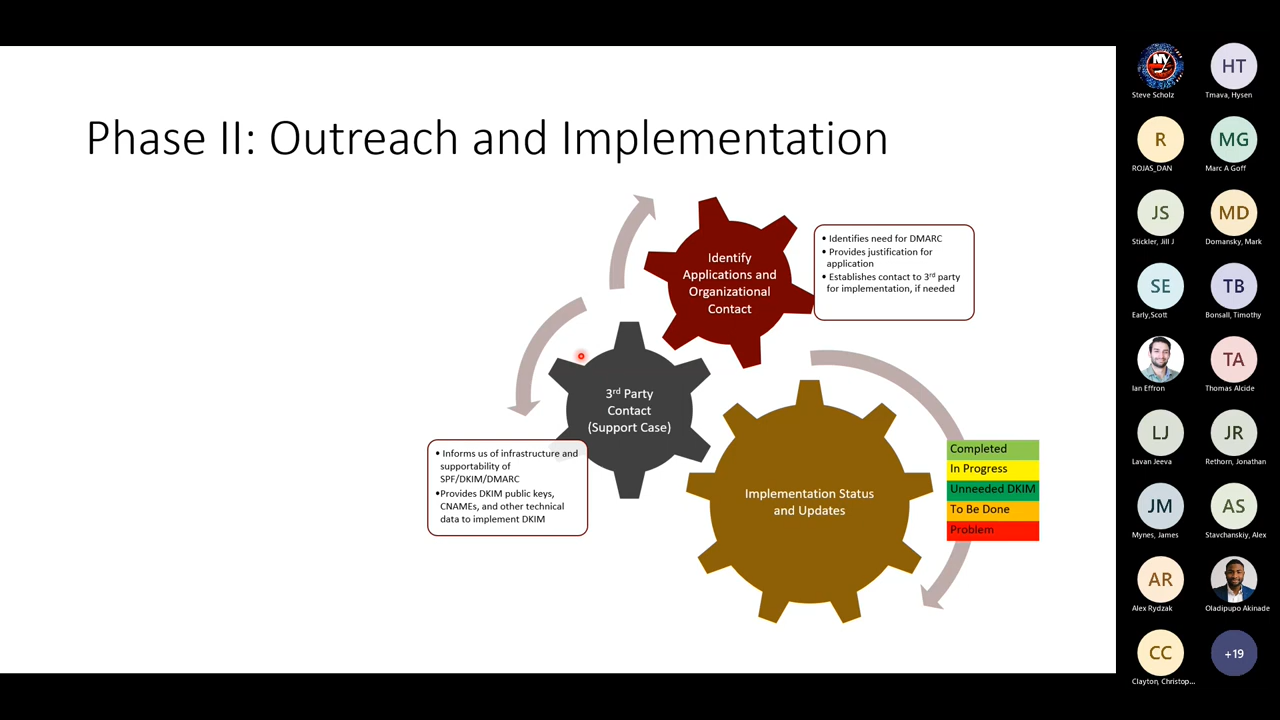 Phase II: Outreach and Implementation
Identify
Applications and
Organizational
Contact
• Identifies need for DMARC
• Provides justification for
application
• Establishes contact to 3rd party
for implementation, if needed
3rd Party
Contact
(Support Case)
• Informs us of infrastructure and
supportability of
SPF/DKIM/DMARC
•Provides DKIM public keys,
CNAMEs, and other technical
data to implement DKIM
Implementation Status
and Updates
Completed
In Progress
Unneeded DKIM
To Be Done
Problem
NY
Steve Scholz
HT
Tmava, Hysen
R
ROJAS_DAN
MG
Marc A Goff
JS
Stickler, Jill J
MD
Domansky, Mark
SE
Early,Scott
TB
Bonsall, Timothy
Ian Effron
TA
Thomas Alcide
LJ
Lavan Jeeva
JR
Rethorn, Jonathan
JM
Mynes, James
AS
Stavchanskiy, Alex
AR
Alex Rydzak
Oladipupo Akinade
CC
Clayton, Christop...
+19